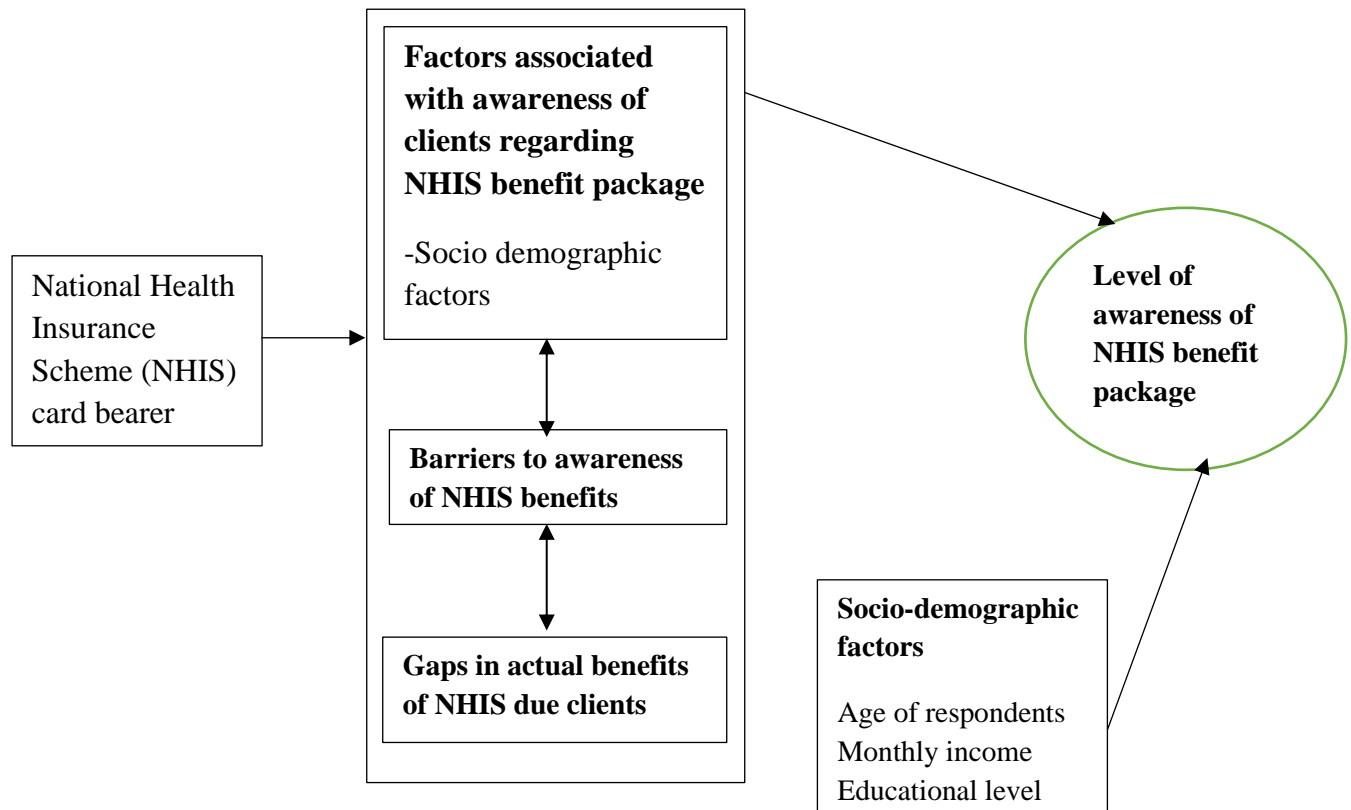 National Health
Insurance
Scheme (NHIS)
card bearer
Factors associated
with awareness of
clients regarding
NHIS benefit package
-Socio demographic
factors
Barriers to awareness
of NHIS benefits
Gaps in actual benefits
of NHIS due clients
Level of
awareness of
NHIS benefit
package
Socio-demographic
factors
Age of respondents
Monthly income
Educational level